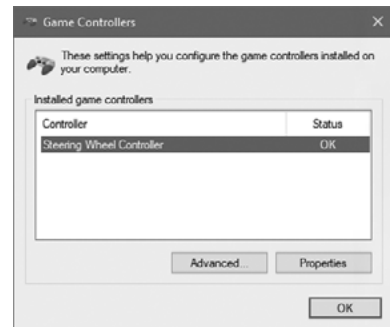 Game Controllers
These settings help you configure the game controllers installed on
your computer.
Installed game controllers
Controller Status
Steering Wheel Controller OK
Advanced... Properties
OK